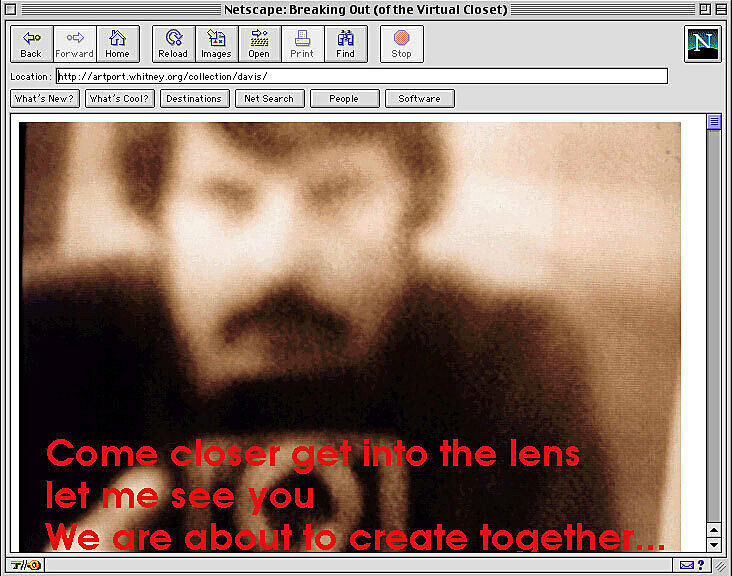 Netscape: Breaking Out (of the Virtual Closet)
Back Forward Home Reload Images Open Print Find Stop
N
Location: http://artport.whitney.org/collection/davis/
What's New? What's Cool? Destinations Net Search People Software
Come closer get into the lens
let me see you
We are about to create together...
?